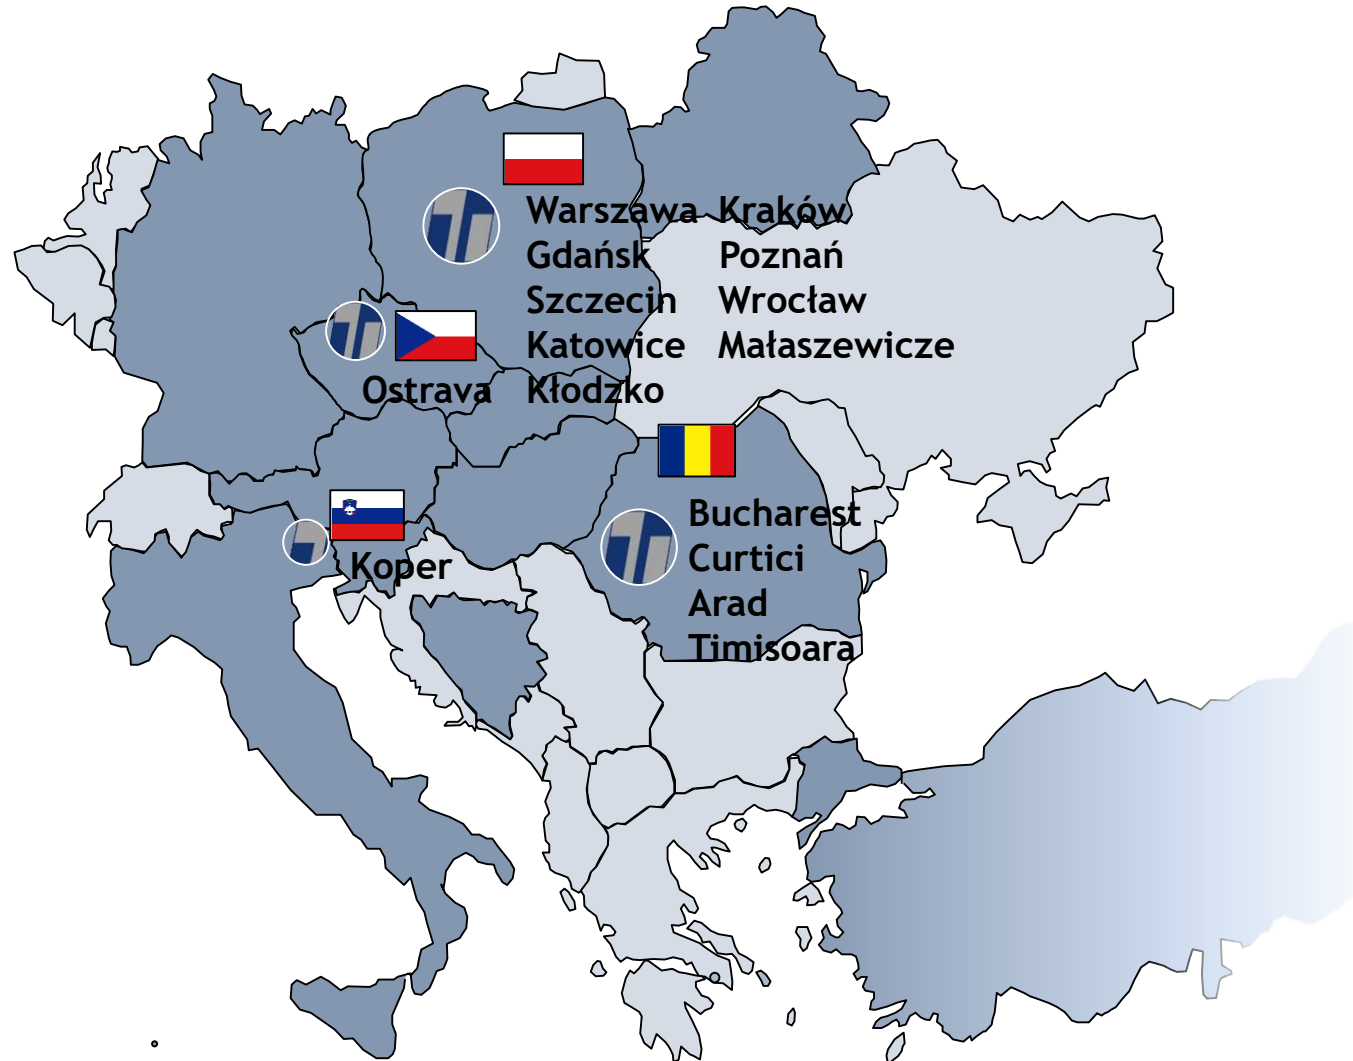 Warszawa Kraków
Gdańsk Poznań
Szczecin Wrocław
Katowice Małaszewicze
Ostrava Kłodzko
Bucharest
Curtici
Koper
Arad
Timisoara